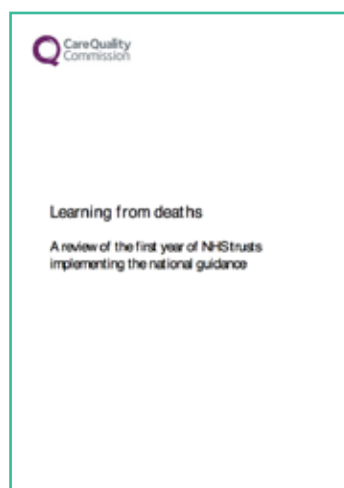 CareQuality
Commission
Learning from deaths
A review of the first year of NHS trusts
implementing the national guidance